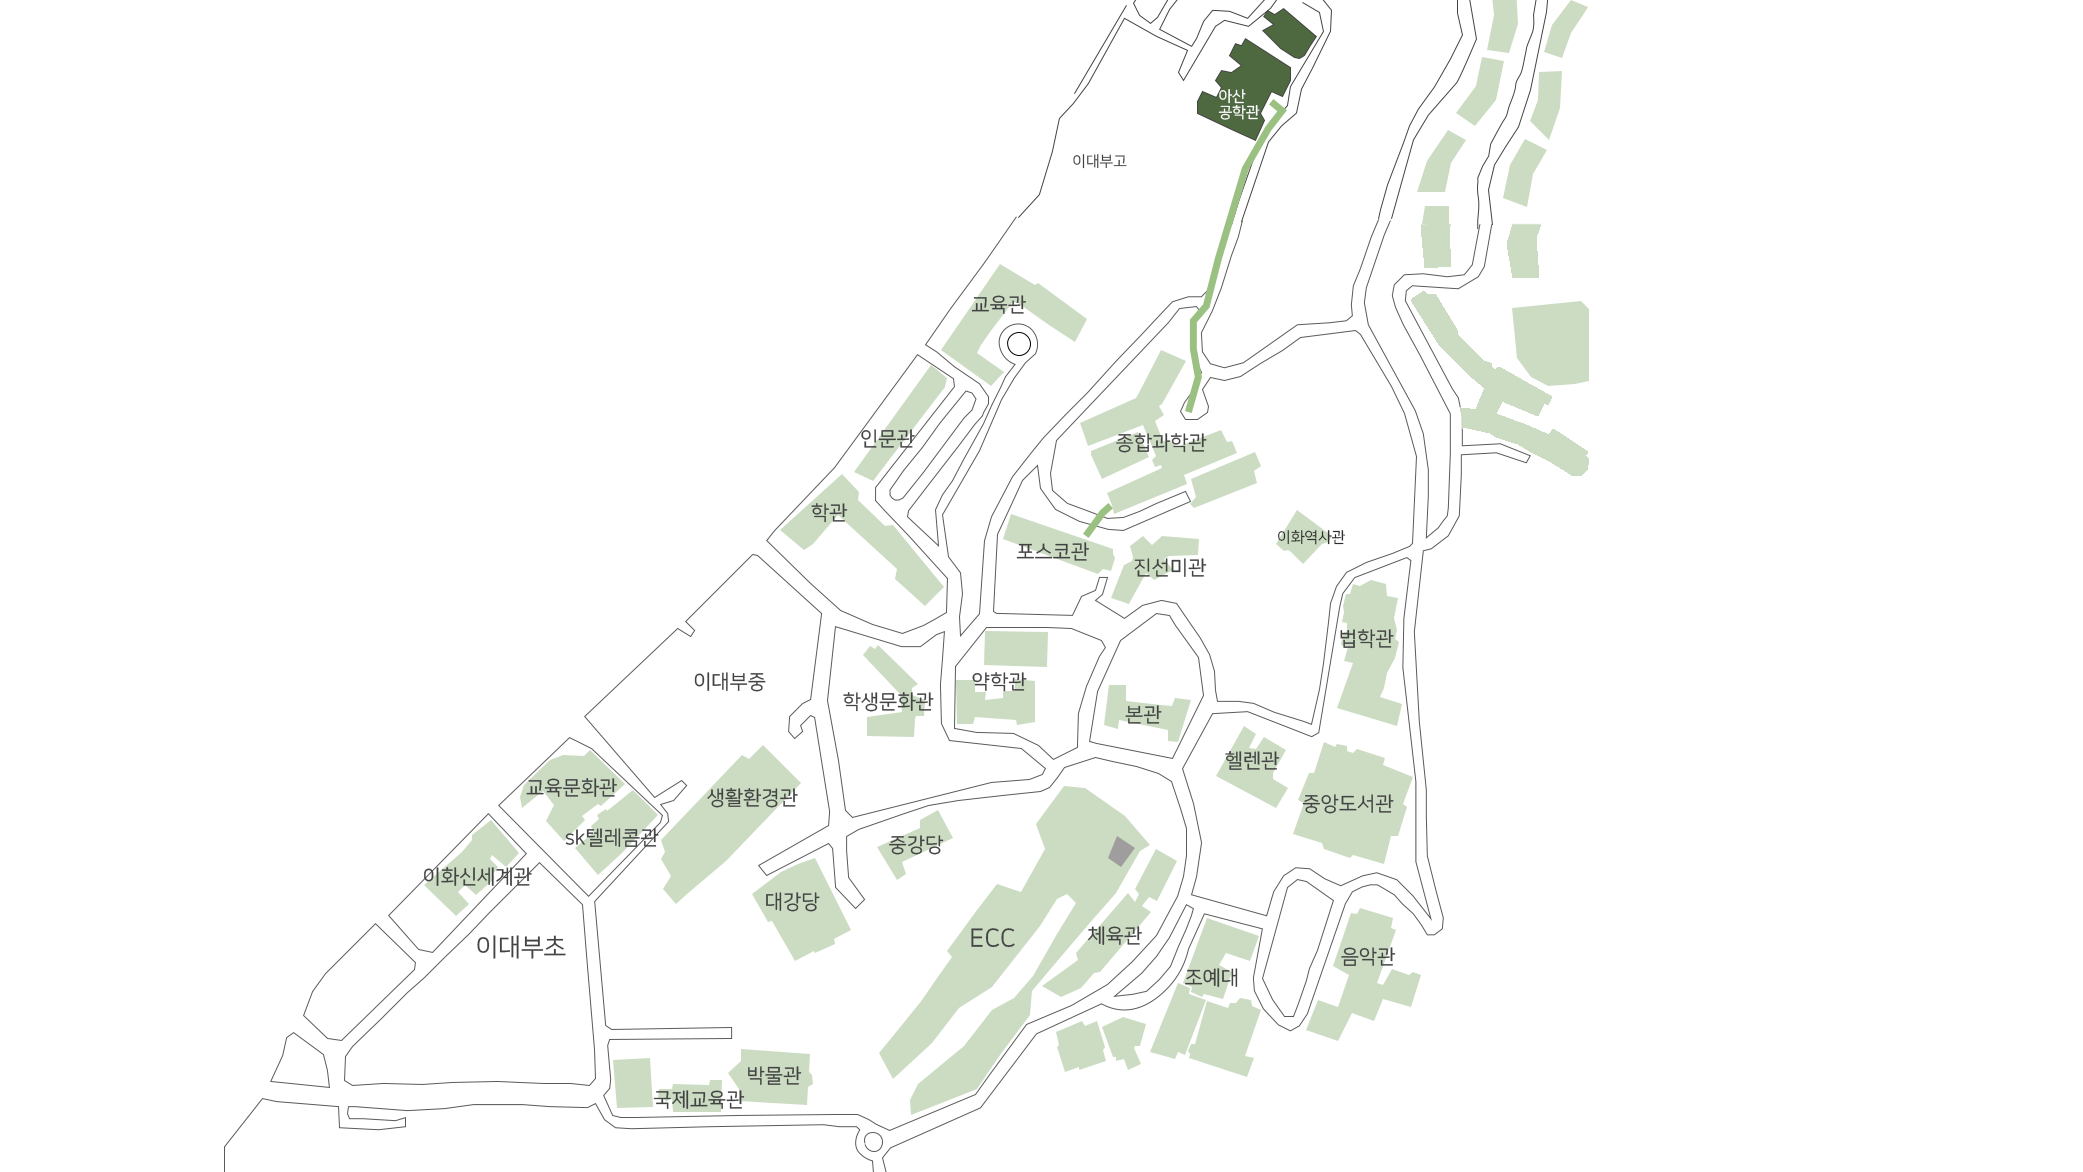 아산
공학관
이대부고
교육관
인문관
종합과학관
학관
이화역사관
포스코관
진선미관
법학관
이대부중
약학관
학생문화관
본관
헬렌관
교육문화관
생활환경관
중앙도서관
sk텔레콤관
중강당
이화신세계관
대강당
ECC
체육관
이대부초
음악관
조예대
박물관
국제교육관